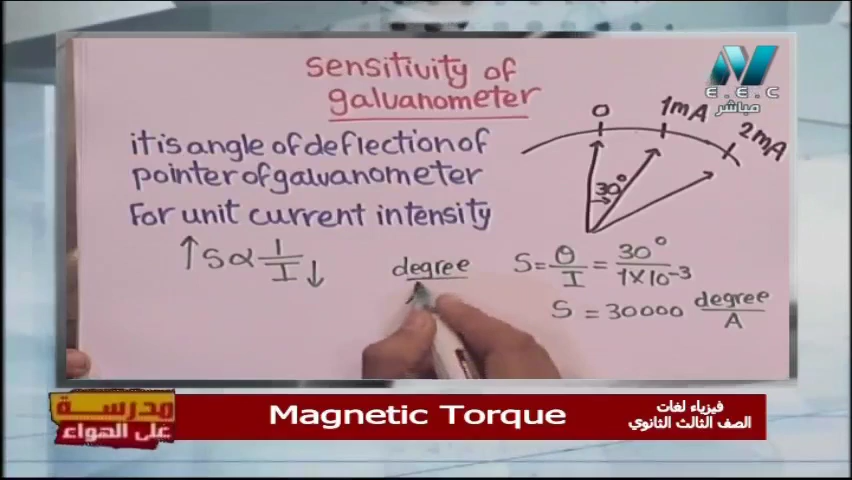 sensitivity of
galvanometer
it is angle of deflection of
pointer of galvanometer
for unit current intensity
↑ S ∝ 1/I ↓
degree
S = θ/I = 30°/1×10⁻³
S = 30000 degree/A
0
1mA
2mA
30°
E.E.C
مباشر
مدرسة
على الهواء
Magnetic Torque
فيزياء لغات
الصف الثالث الثانوي